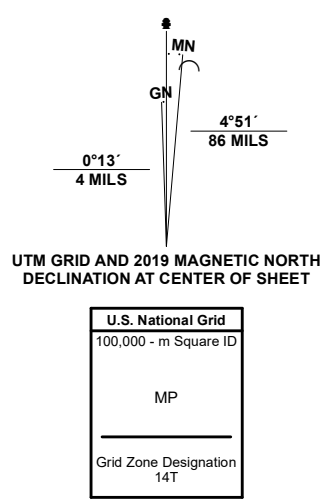 MN
GN
4°51´
86 MILS
0°13´
4 MILS
UTM GRID AND 2019 MAGNETIC NORTH
DECLINATION AT CENTER OF SHEET
U.S. National Grid
100,000 - m Square ID
MP
Grid Zone Designation
14T